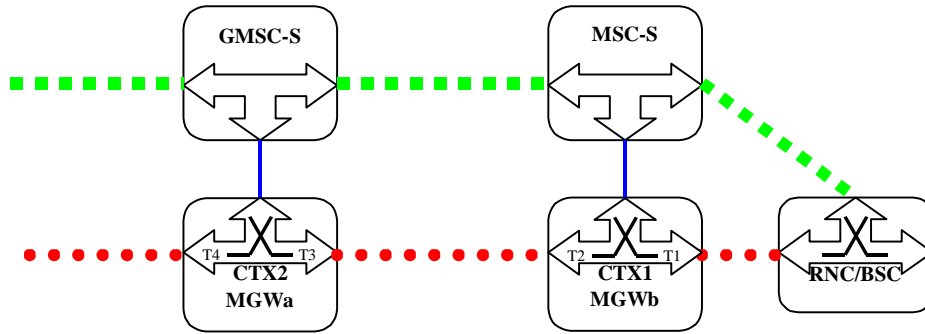 GMSC-S
MSC-S
T4
T3
CTX2
MGWa
T2
T1
CTX1
MGWb
RNC/BSC